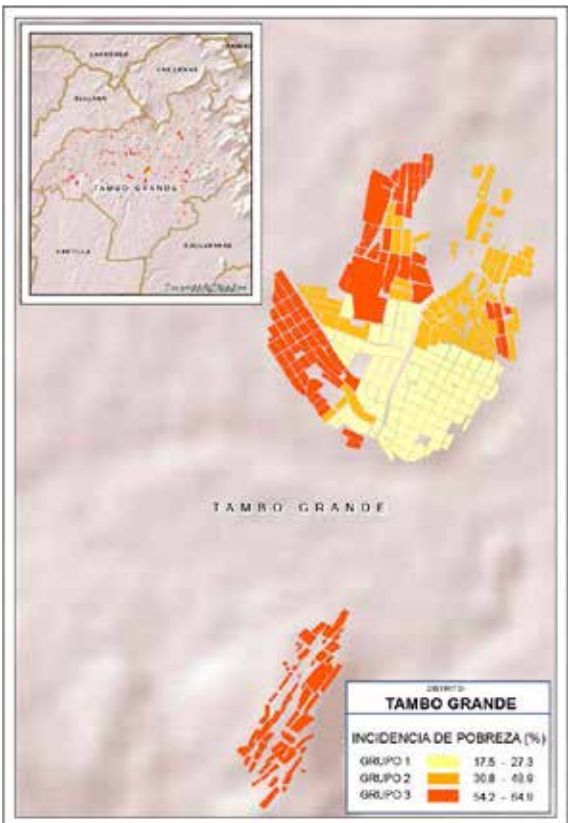 SULLANA
TAMBO GRANDE
CASTILLA
TAMBO GRANDE
DISTRITO
TAMBO GRANDE
INCIDENCIA DE POBREZA (%)
GRUPO 1 17.5 - 27.3
GRUPO 2 30.8 - 48.9
GRUPO 3 54.2 - 64.9